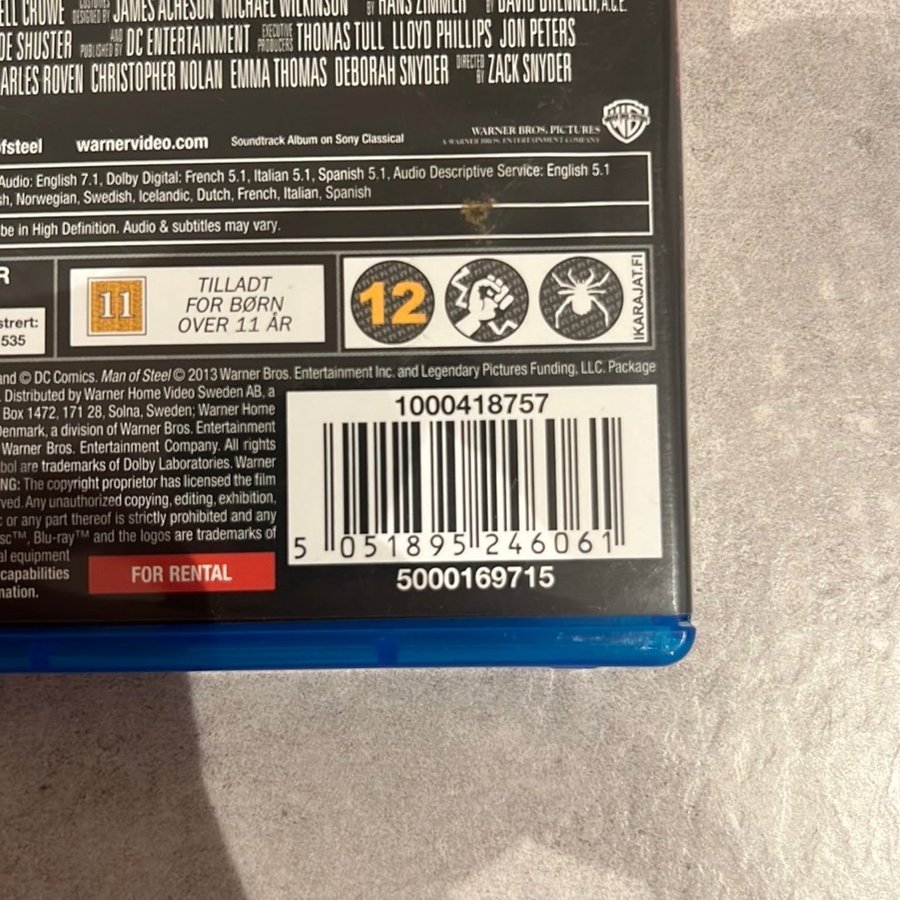 ELL CROWE COSTUMES DESIGNED BY JAMES ACHESON MICHAEL WILKINSON BY HANS ZIMMER BY DAVID BRENNER, A.C.E.
OE SHUSTER AND PUBLISHED BY DC ENTERTAINMENT EXECUTIVE PRODUCERS THOMAS TULL LLOYD PHILLIPS JON PETERS
ARLES ROVEN CHRISTOPHER NOLAN EMMA THOMAS DEBORAH SNYDER DIRECTED BY ZACK SNYDER
fsteel warnervideo.com Soundtrack Album on Sony Classical WARNER BROS. PICTURES
A WARNER BROS. ENTERTAINMENT COMPANY
Audio: English 7.1, Dolby Digital: French 5.1, Italian 5.1, Spanish 5.1, Audio Descriptive Service: English 5.1
sh, Norwegian, Swedish, Icelandic, Dutch, French, Italian, Spanish
be in High Definition. Audio & subtitles may vary.
R
strert:
535
11
TILLADT
FOR BØRN
OVER 11 ÅR
12
IKARAJAT.FI
and © DC Comics. Man of Steel © 2013 Warner Bros. Entertainment Inc. and Legendary Pictures Funding, LLC. Package
. Distributed by Warner Home Video Sweden AB, a
Box 1472, 171 28, Solna, Sweden; Warner Home
Denmark, a division of Warner Bros. Entertainment
Warner Bros. Entertainment Company. All rights
bol are trademarks of Dolby Laboratories. Warner
NG: The copyright proprietor has licensed the film
ved. Any unauthorized copying, editing, exhibition,
c or any part thereof is strictly prohibited and any
sc™, Blu-ray™ and the logos are trademarks of
al equipment
capabilities
mation.
FOR RENTAL
1000418757
5 051895 246061
5000169715